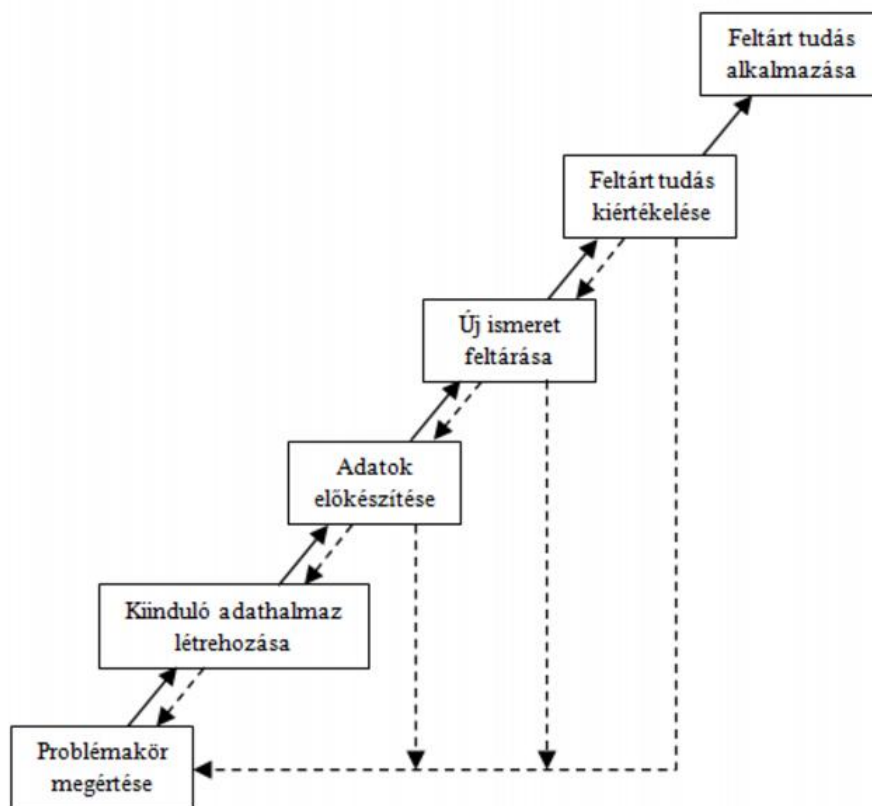 Feltárt tudás
alkalmazása
Feltárt tudás
kiértékelése
Új ismeret
feltárása
Adatok
előkészítése
Kiinduló adathalmaz
létrehozása
Problémakör
megértése